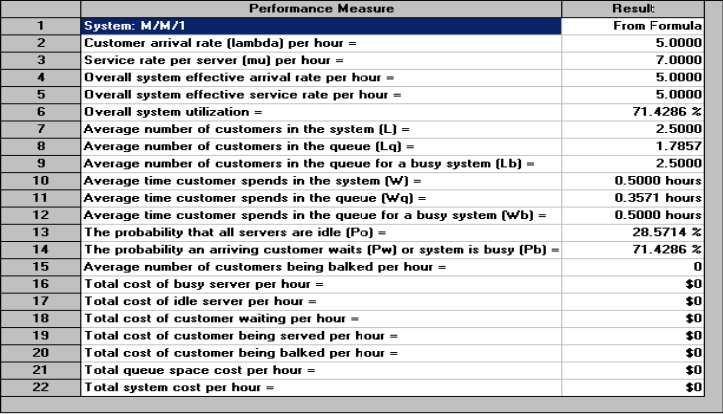 Performance Measure Result
1 System: M/M/1 From Formula
2 Customer arrival rate (lambda) per hour = 5.0000
3 Service rate per server (mu) per hour = 7.0000
4 Overall system effective arrival rate per hour = 5.0000
5 Overall system effective service rate per hour = 5.0000
6 Overall system utilization = 71.4286 %
7 Average number of customers in the system (L) = 2.5000
8 Average number of customers in the queue (Lq) = 1.7857
9 Average number of customers in the queue for a busy system (Lb) = 2.5000
10 Average time customer spends in the system (W) = 0.5000 hours
11 Average time customer spends in the queue (Wq) = 0.3571 hours
12 Average time customer spends in the queue for a busy system (Wb) = 0.5000 hours
13 The probability that all servers are idle (Po) = 28.5714 %
14 The probability an arriving customer waits (Pw) or system is busy (Pb) = 71.4286 %
15 Average number of customers being balked per hour = 0
16 Total cost of busy server per hour = $0
17 Total cost of idle server per hour = $0
18 Total cost of customer waiting per hour = $0
19 Total cost of customer being served per hour = $0
20 Total cost of customer being balked per hour = $0
21 Total queue space cost per hour = $0
22 Total system cost per hour = $0